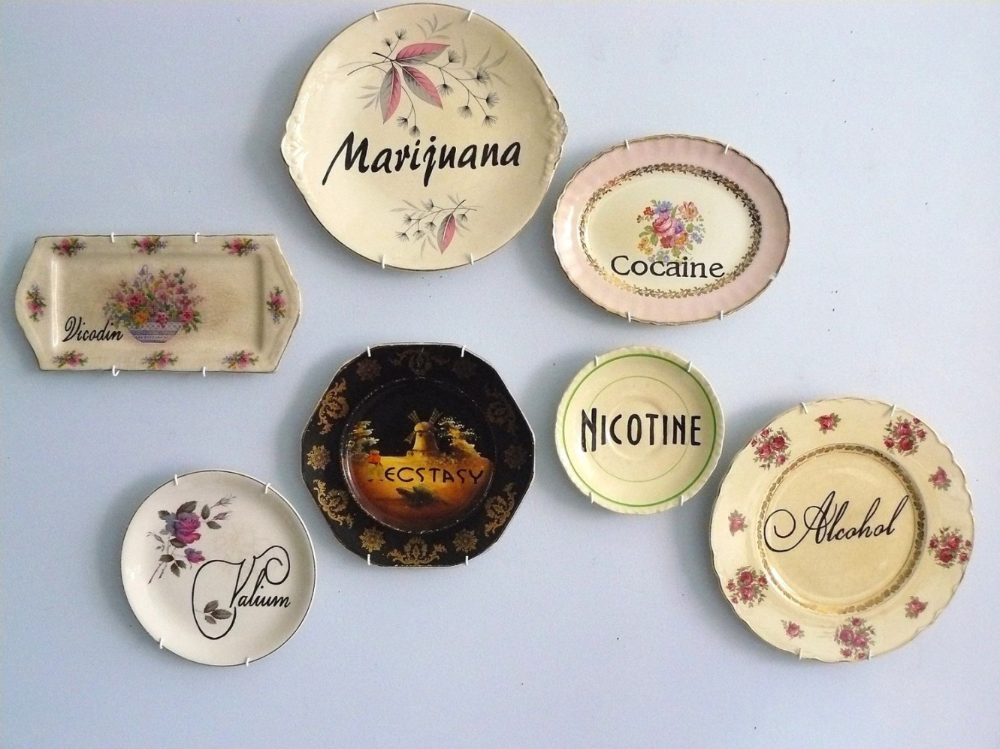 Marijuana
Cocaine
Vicodin
ECSTASY
NICOTINE
Alcohol
Valium